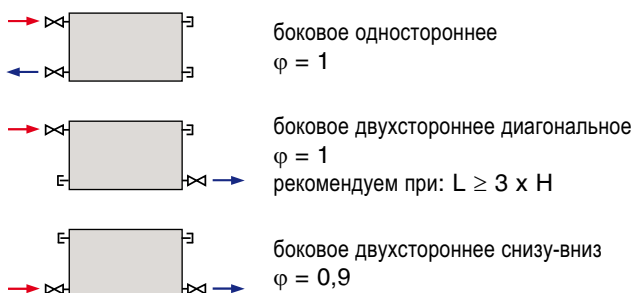 боковое одностороннее
φ = 1
боковое двухстороннее диагональное
φ = 1
рекомендуем при: L ≥ 3 x H
боковое двухстороннее снизу-вниз
φ = 0,9